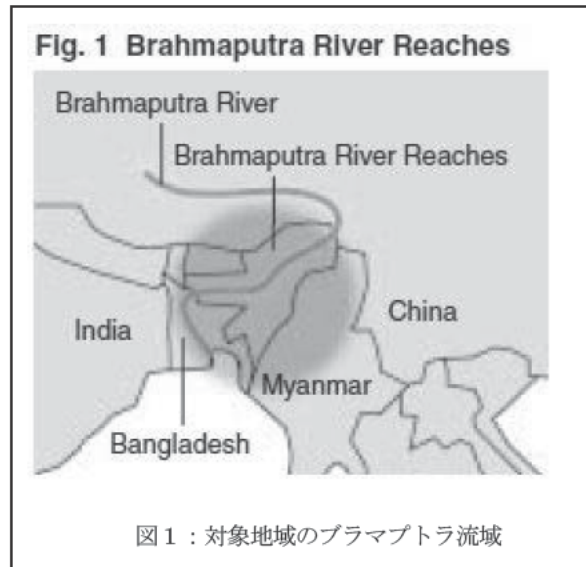 Fig. 1 Brahmaputra River Reaches
Brahmaputra River
Brahmaputra River Reaches
India
China
Myanmar
Bangladesh
図1：対象地域のブラマプトラ流域